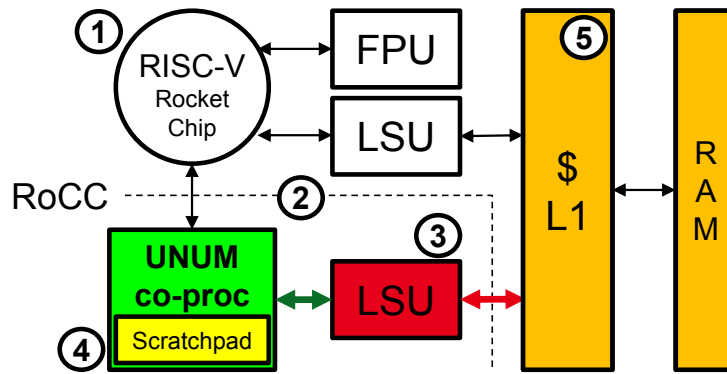 1
RISC-V
Rocket
Chip
FPU
LSU
5
$
L1
R
A
M
RoCC
2
UNUM
co-proc
Scratchpad
4
3
LSU